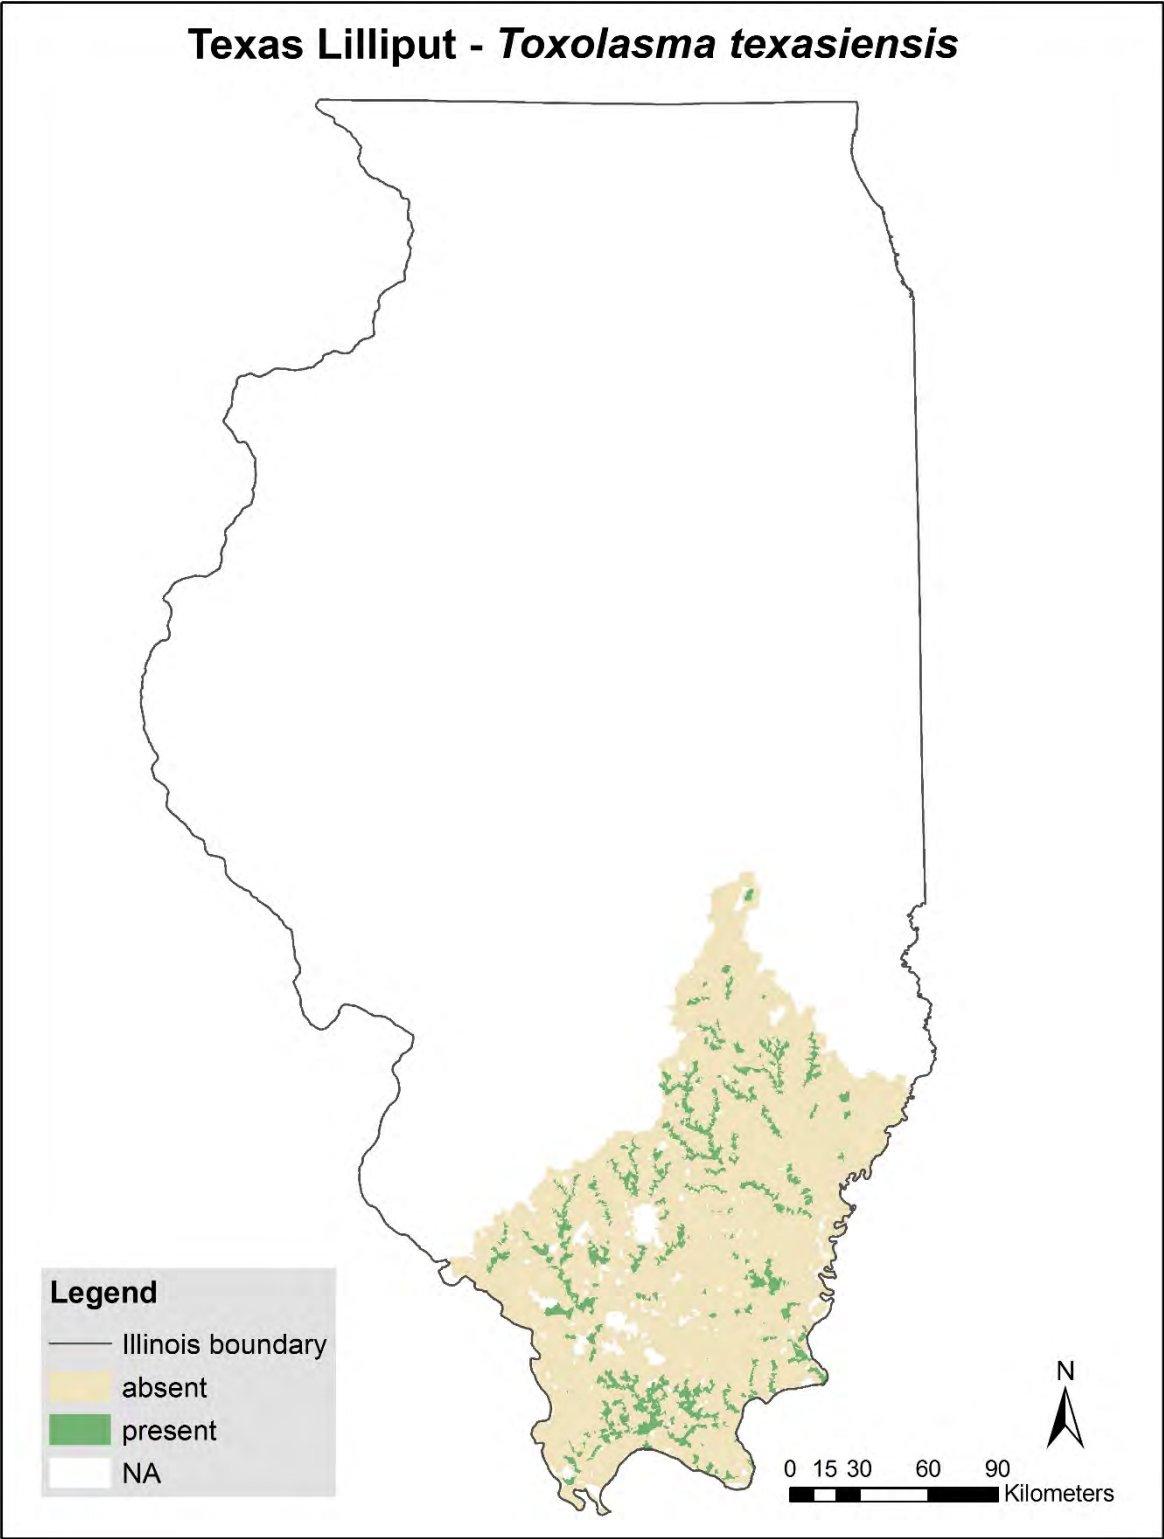 Texas Lilliput - Toxolasma texasiensis
Legend
Illinois boundary
absent
present
NA
N
0 15 30 60 90
Kilometers